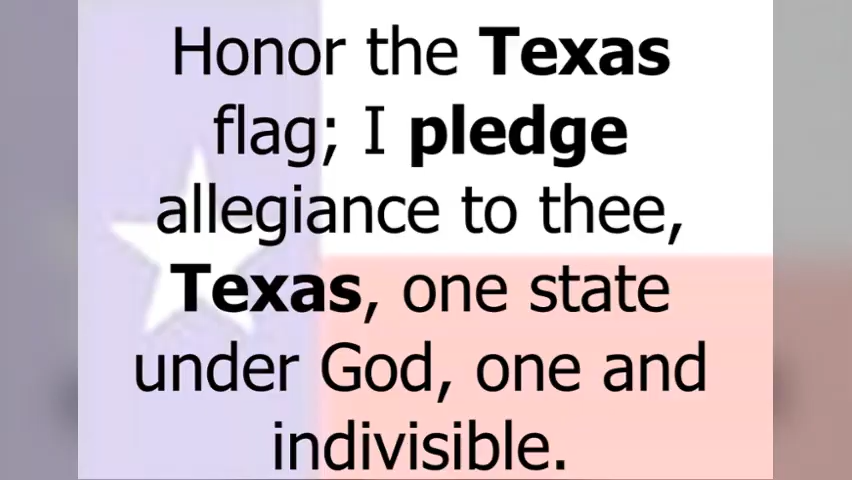 Honor the Texas
flag; I pledge
allegiance to thee,
Texas, one state
under God, one and
indivisible.